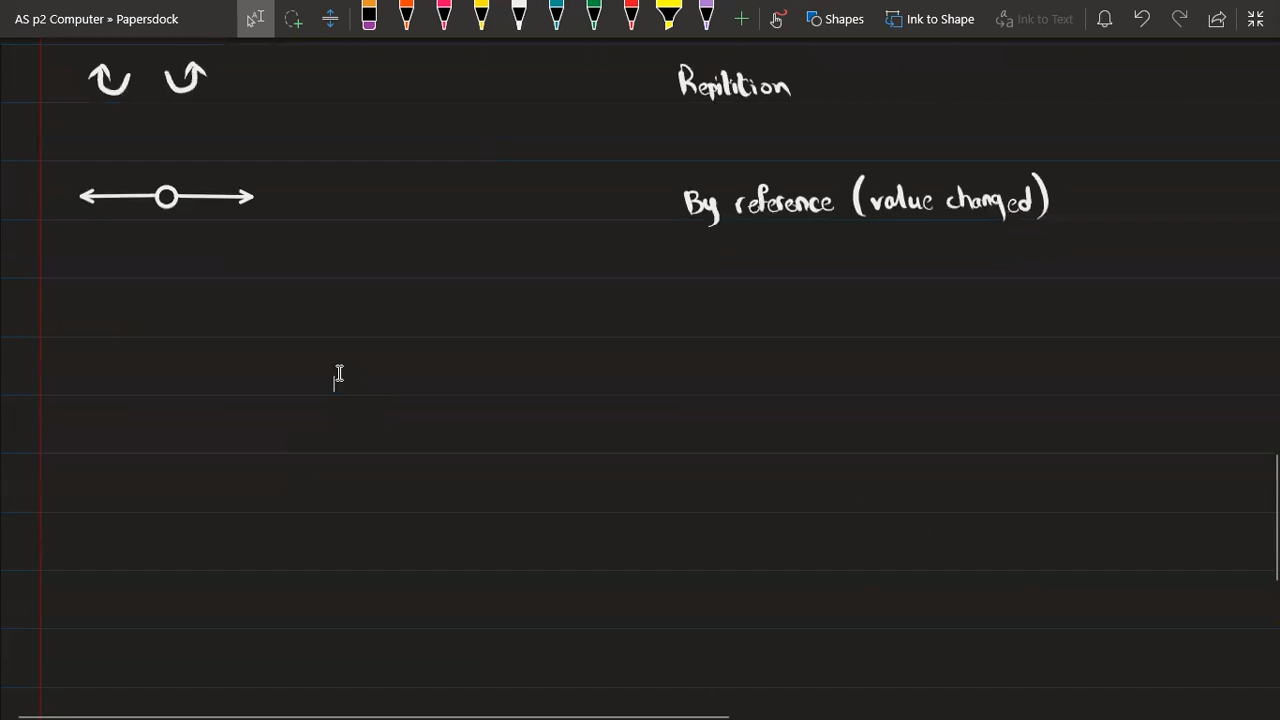 AS p2 Computer » Papersdock
Shapes
Ink to Shape
Ink to Text
Repitition
By reference (value changed)